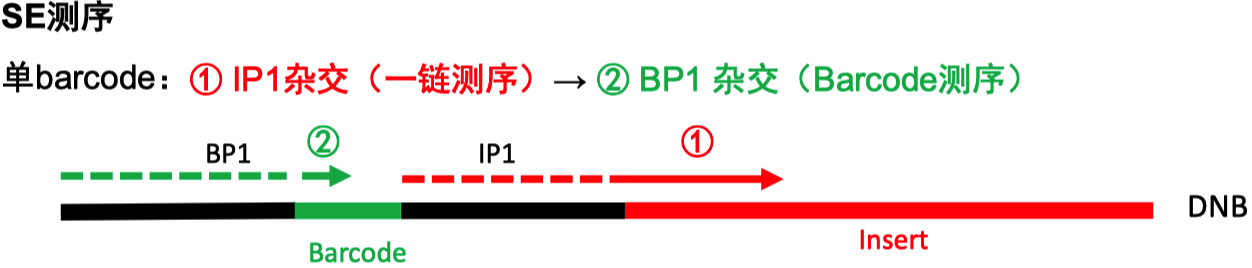 SE测序
单barcode：① IP1杂交（一链测序）→ ② BP1 杂交（Barcode测序）
BP1 ② IP1 ①
DNB
Barcode Insert